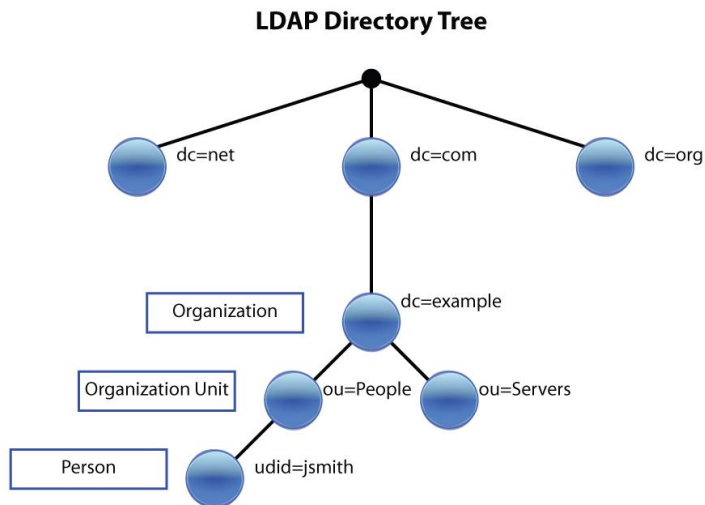 LDAP Directory Tree
dc=net
dc=com
dc=org
dc=example
Organization
ou=People
ou=Servers
Organization Unit
udid=jsmith
Person